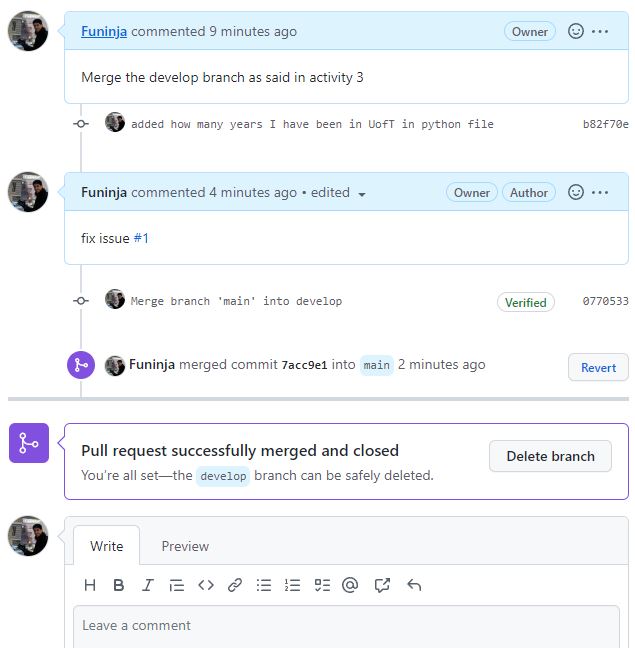 Funinja commented 9 minutes ago Owner
Merge the develop branch as said in activity 3
added how many years I have been in UofT in python file b82f70e
Funinja commented 4 minutes ago • edited Owner Author
fix issue #1
Merge branch 'main' into develop Verified 0770533
Funinja merged commit 7acc9e1 into main 2 minutes ago Revert
Pull request successfully merged and closed
You're all set—the develop branch can be safely deleted.
Delete branch
Write Preview
Leave a comment